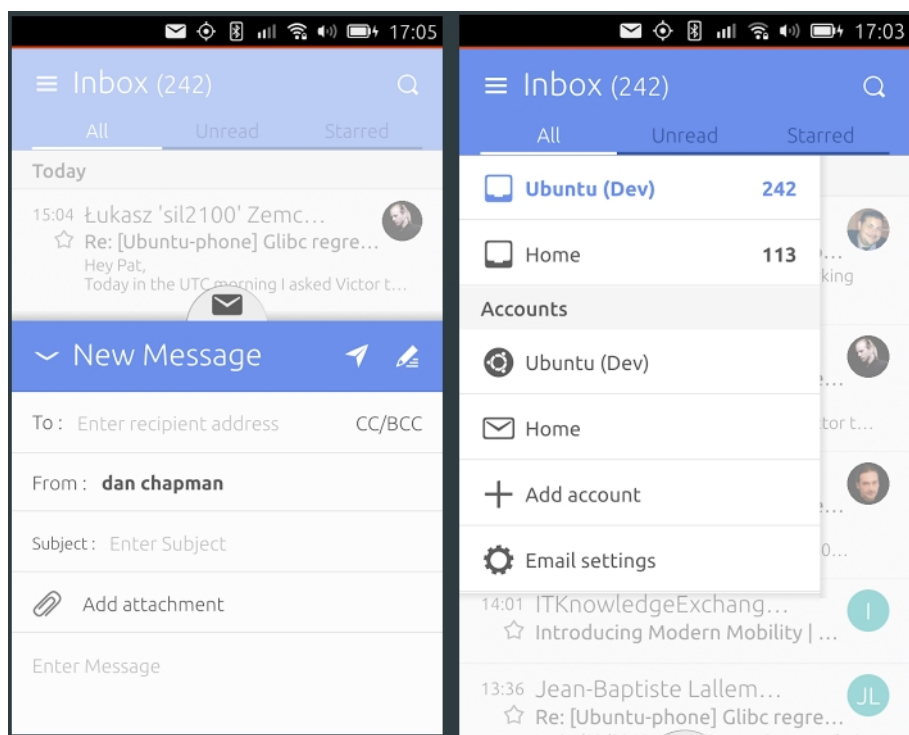 17:05
Inbox (242)
All Unread Starred
Today
15:04 Łukasz 'sil2100' Zemc...
Re: [Ubuntu-phone] Glibc regre...
Hey Pat,
Today in the UTC morning I asked Victor t...
New Message
To : Enter recipient address CC/BCC
From : dan chapman
Subject : Enter Subject
Add attachment
Enter Message
17:03
Inbox (242)
All Unread Starred
Ubuntu (Dev) 242
Home 113
Accounts
Ubuntu (Dev)
Home
Add account
Email settings
14:01 ITKnowledgeExchang...
Introducing Modern Mobility | ...
I
13:36 Jean-Baptiste Lallem...
JL
Re: [Ubuntu-phone] Glibc regre...